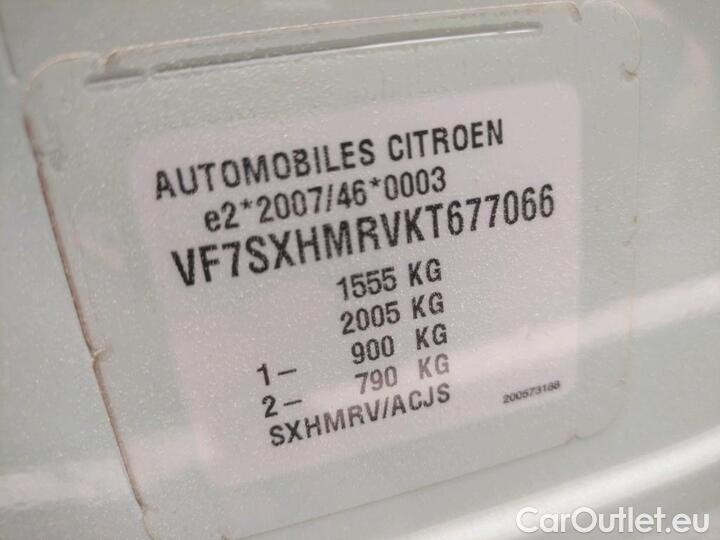 AUTOMOBILES CITROEN
e2*2007/46*0003
VF7SXHMRVKT677066
1555 KG
2005 KG
1- 900 KG
2- 790 KG
SXHMRV/ACJS
200573188
CarOutlet.eu